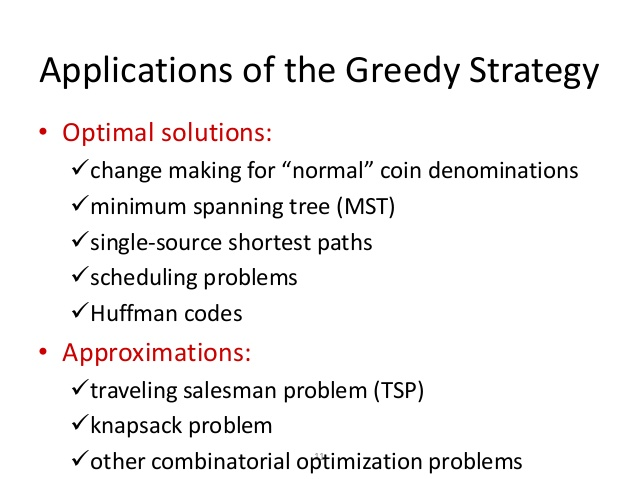 Applications of the Greedy Strategy
• Optimal solutions:
✓change making for “normal” coin denominations
✓minimum spanning tree (MST)
✓single-source shortest paths
✓scheduling problems
✓Huffman codes
• Approximations:
✓traveling salesman problem (TSP)
✓knapsack problem
✓other combinatorial optimization problems